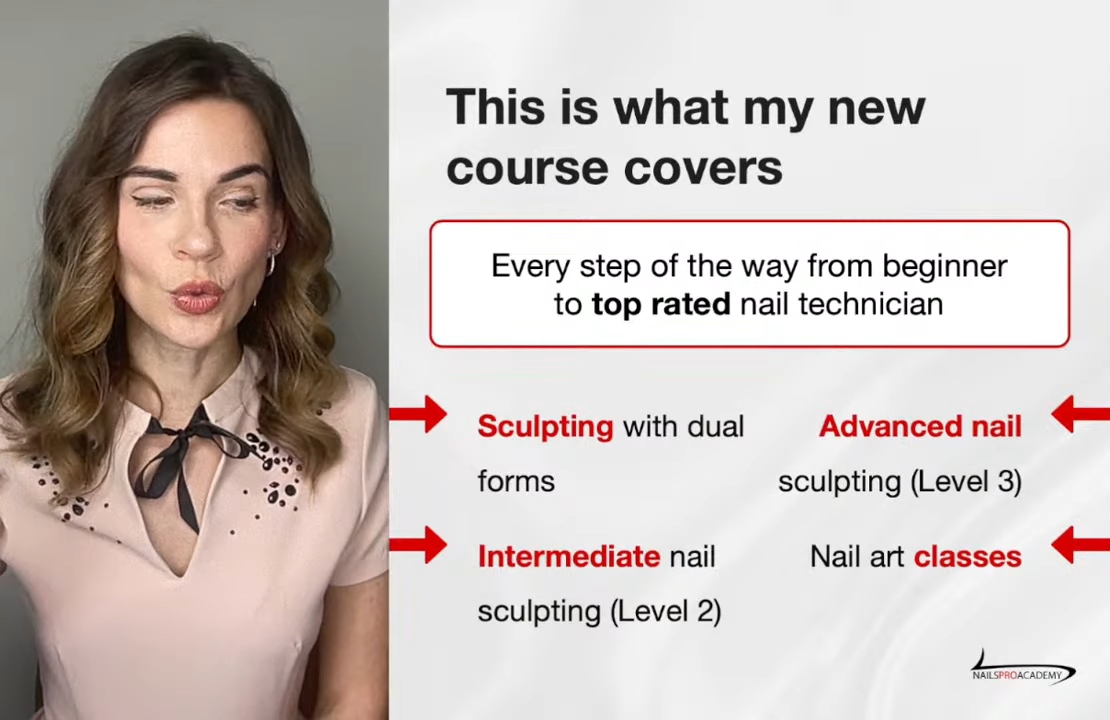 This is what my new
course covers
Every step of the way from beginner
to top rated nail technician
Sculpting with dual
forms
Advanced nail
sculpting (Level 3)
Intermediate nail
sculpting (Level 2)
Nail art classes
NAILSPROACADEMY